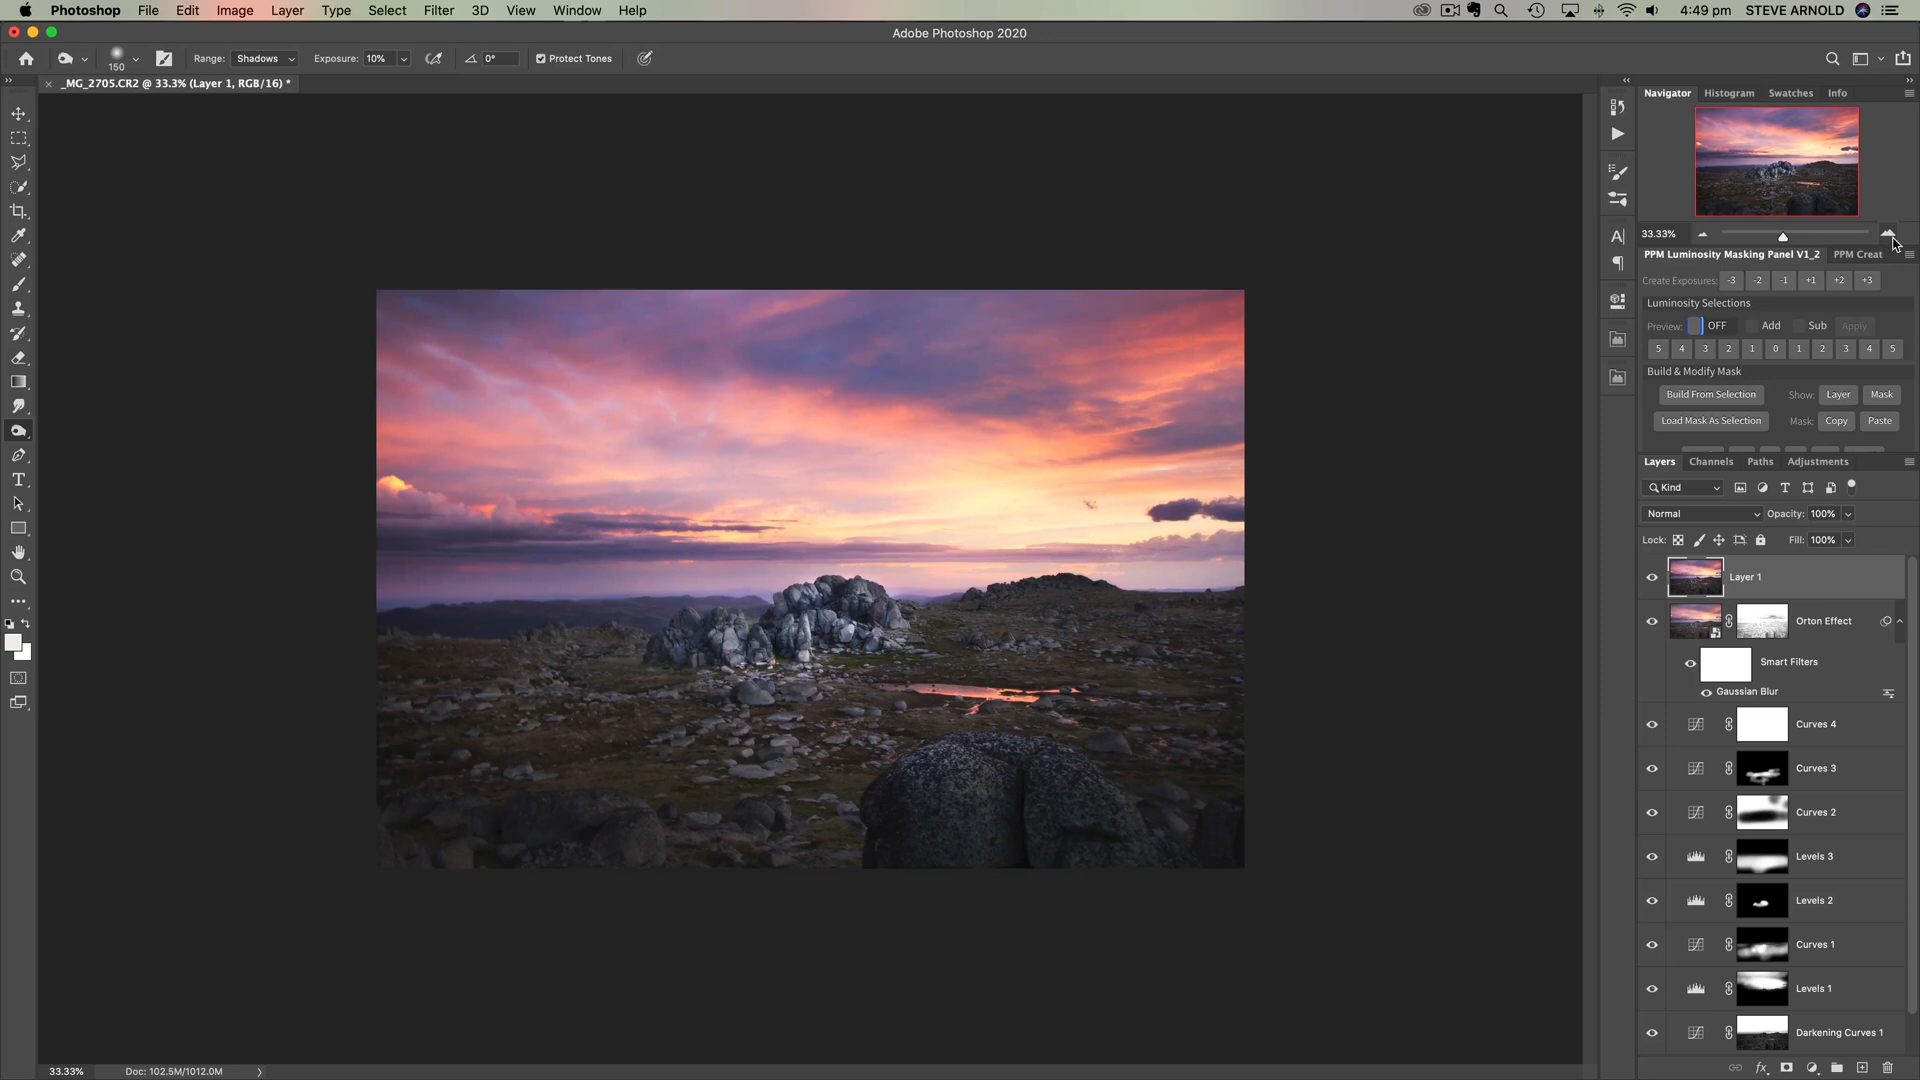 Photoshop File Edit Image Layer Type Select Filter 3D View Window Help 4:49 pm STEVE ARNOLD
Adobe Photoshop 2020
150 Range: Shadows Exposure: 10% 0° Protect Tones
_MG_2705.CR2 @ 33.3% (Layer 1, RGB/16) *
Navigator Histogram Swatches Info
33.33%
PPM Luminosity Masking Panel V1_2 PPM Creat
Create Exposures: -3 -2 -1 +1 +2 +3
Luminosity Selections
Preview: OFF Add Sub Apply
5 4 3 2 1 0 1 2 3 4 5
Build & Modify Mask
Build From Selection Show: Layer Mask
Load Mask As Selection Mask: Copy Paste
Layers Channels Paths Adjustments
Kind
Normal Opacity: 100%
Lock: Fill: 100%
Layer 1
Orton Effect
Smart Filters
Gaussian Blur
Curves 4
Curves 3
Curves 2
Levels 3
Levels 2
Curves 1
Levels 1
Darkening Curves 1
fx
33.33% Doc: 102.5M/1012.0M